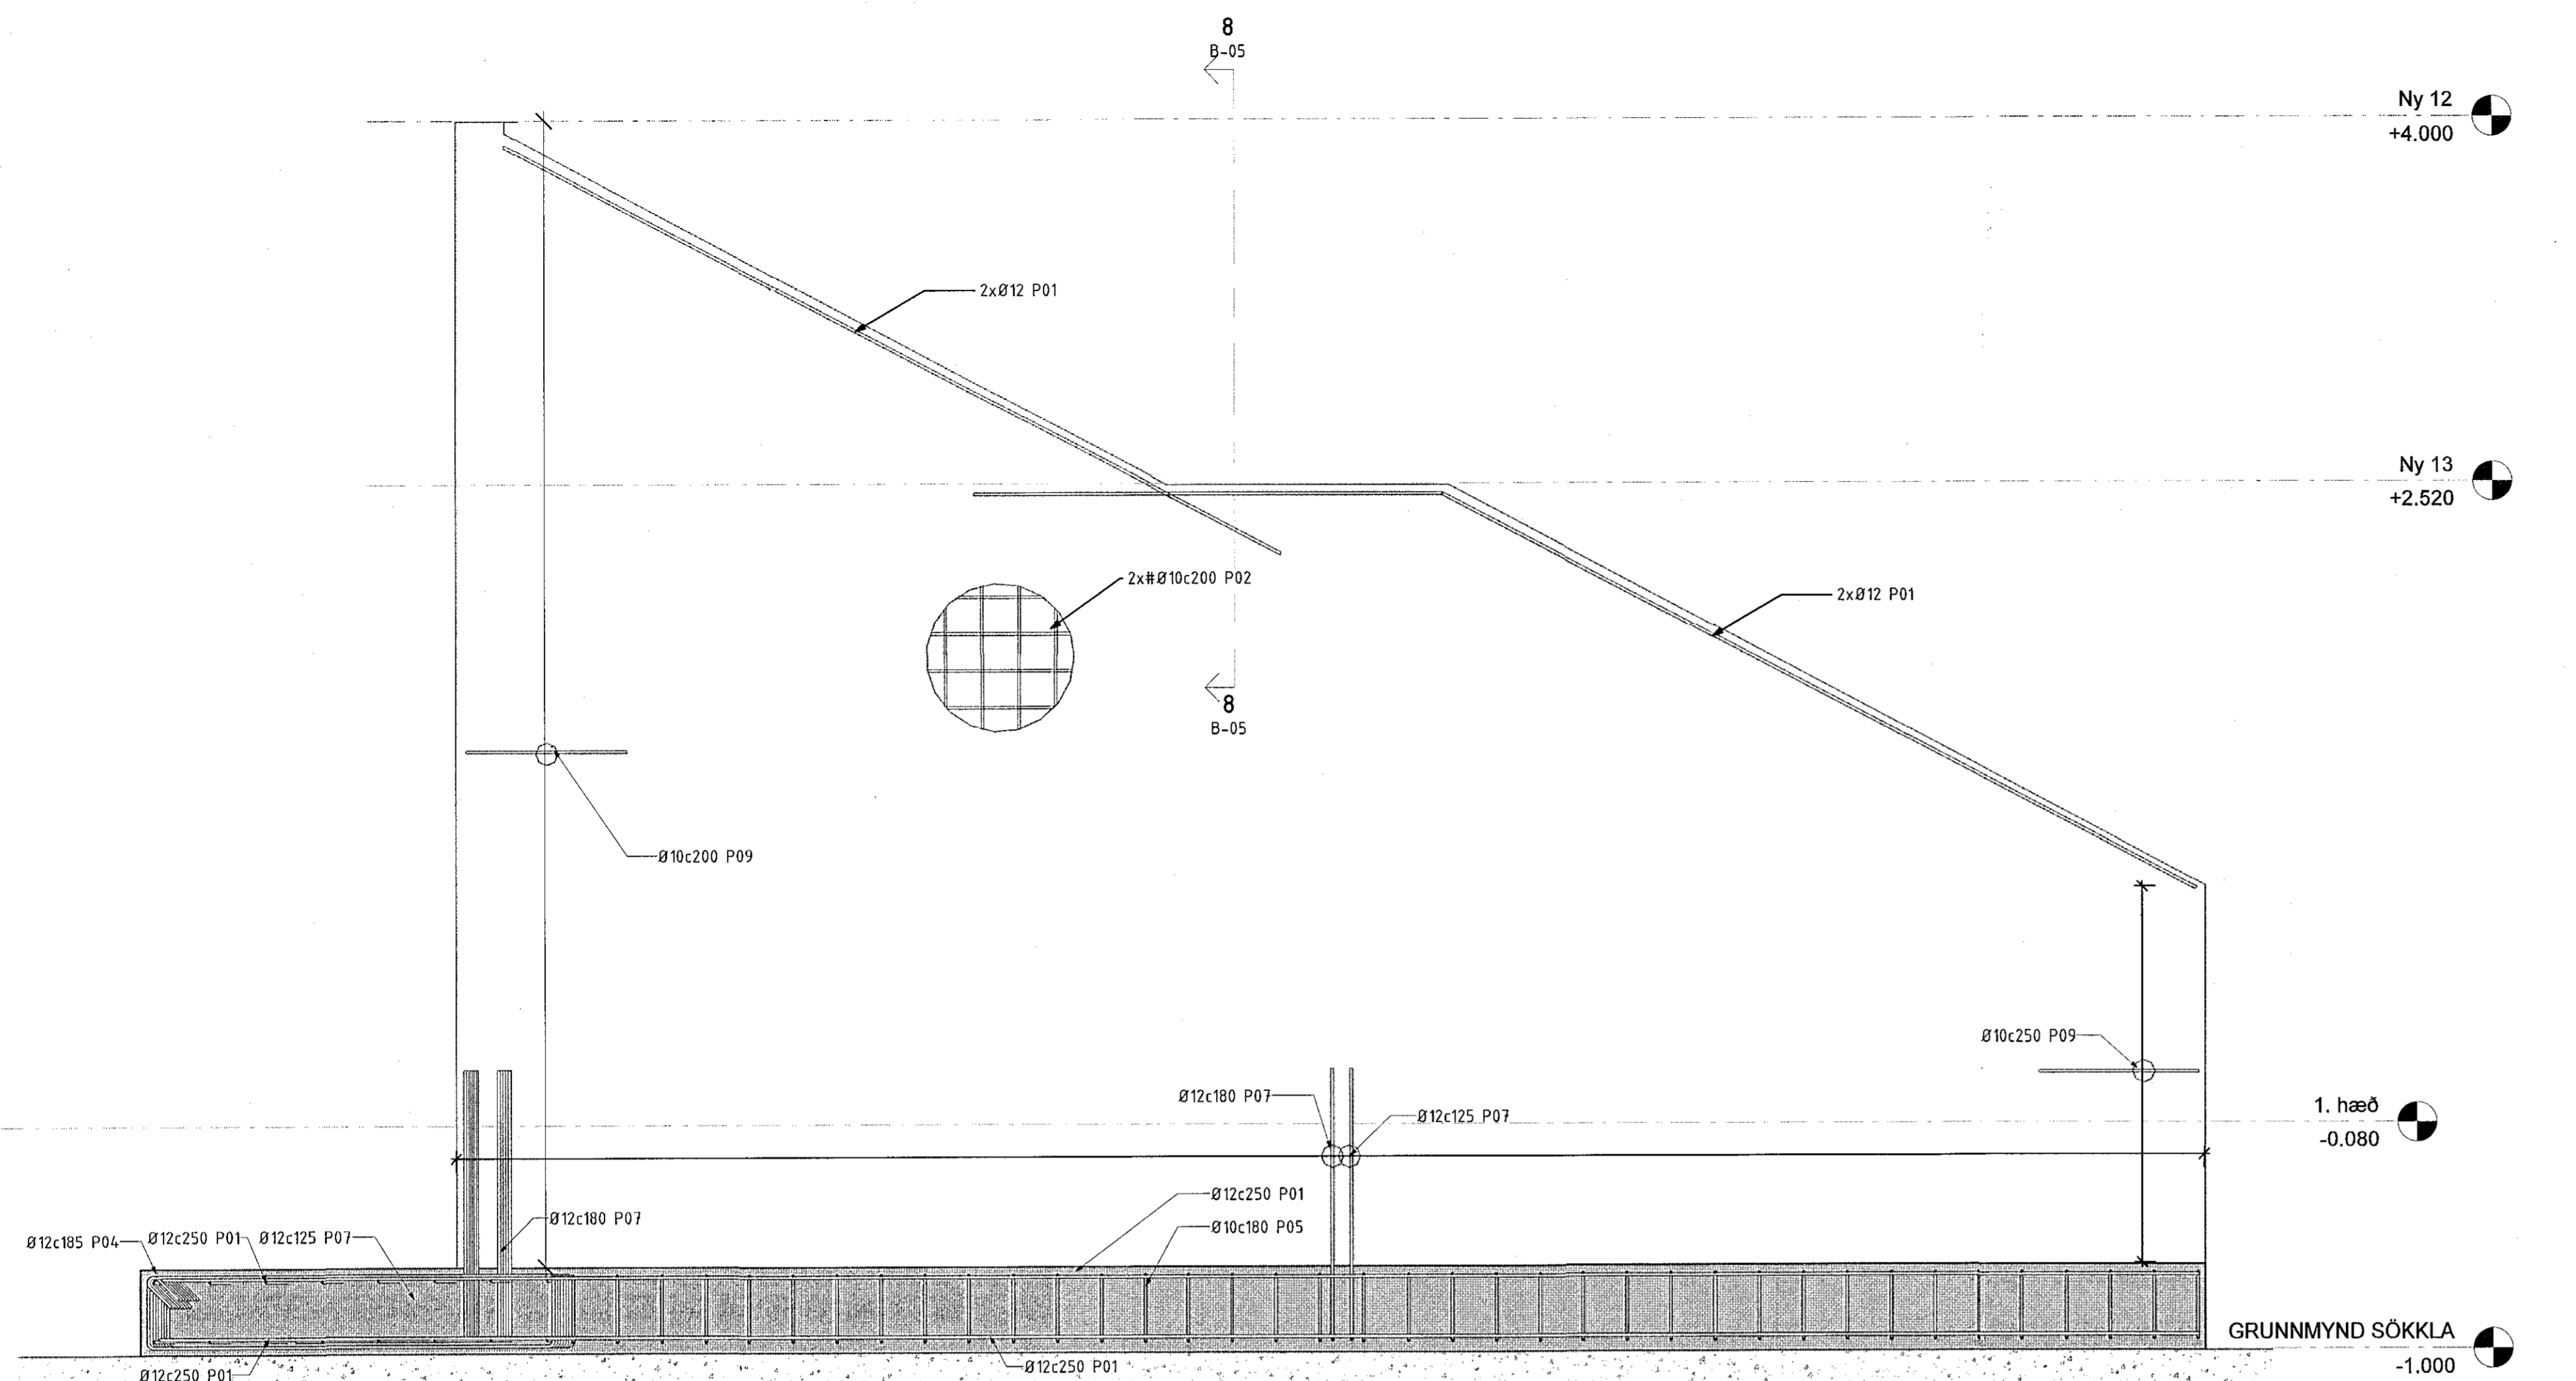 8
B-05
Ny 12
+4.000
2xØ12 P01
Ny 13
+2.520
2x#Ø10c200 P02
2xØ12 P01
8
B-05
Ø10c200 P09
Ø10c250 P09
Ø12c180 P07
Ø12c125 P07
1. hæð
-0.080
Ø12c250 P01
Ø12c180 P07
Ø10c180 P05
Ø12c185 P04
Ø12c250 P01
Ø12c125 P07
GRUNNMYND SÖKKLA
-1.000
Ø12c250 P01
Ø12c250 P01